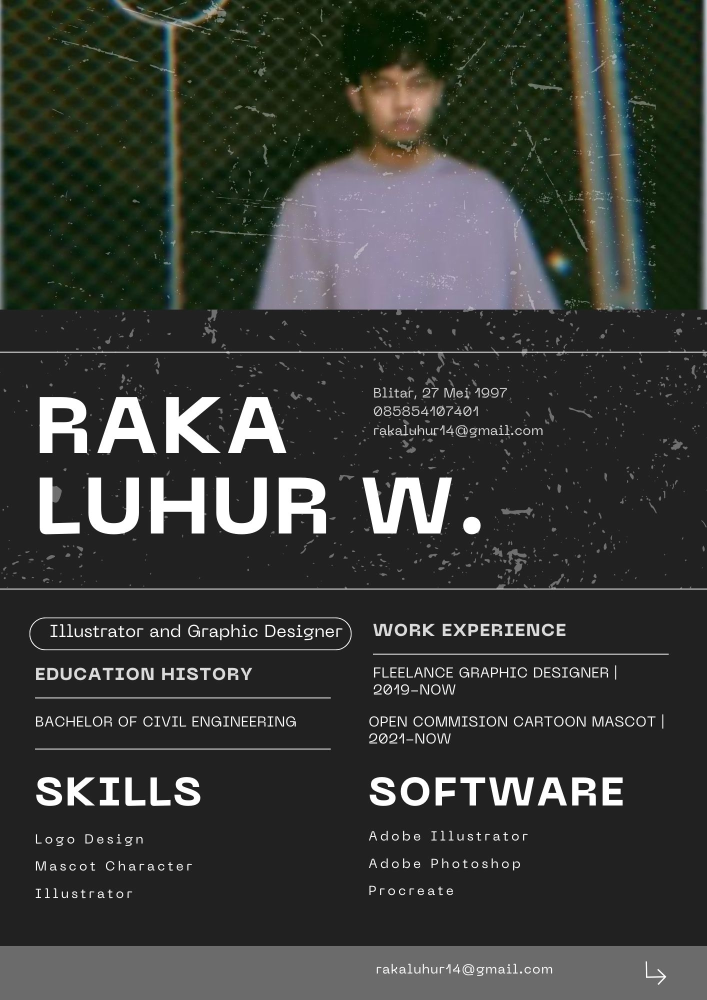 RAKA
LUHUR W.
Blitar, 27 Mei 1997
085854107401
rakaluhur14@gmail.com
Illustrator and Graphic Designer
EDUCATION HISTORY
BACHELOR OF CIVIL ENGINEERING
WORK EXPERIENCE
FLEELANCE GRAPHIC DESIGNER |
2019-NOW
OPEN COMMISION CARTOON MASCOT |
2021-NOW
SKILLS
Logo Design
Mascot Character
Illustrator
SOFTWARE
Adobe Illustrator
Adobe Photoshop
Procreate
rakaluhur14@gmail.com